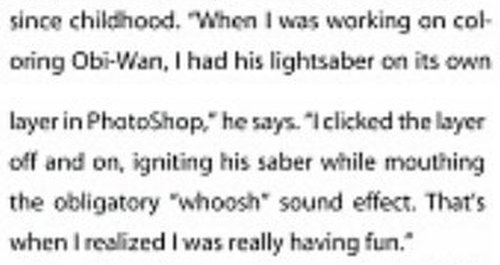 since childhood. "When I was working on col-
oring Obi-Wan, I had his lightsaber on its own
layer in PhotoShop," he says. "I clicked the layer
off and on, igniting his saber while mouthing
the obligatory "whoosh" sound effect. That's
when I realized I was really having fun."